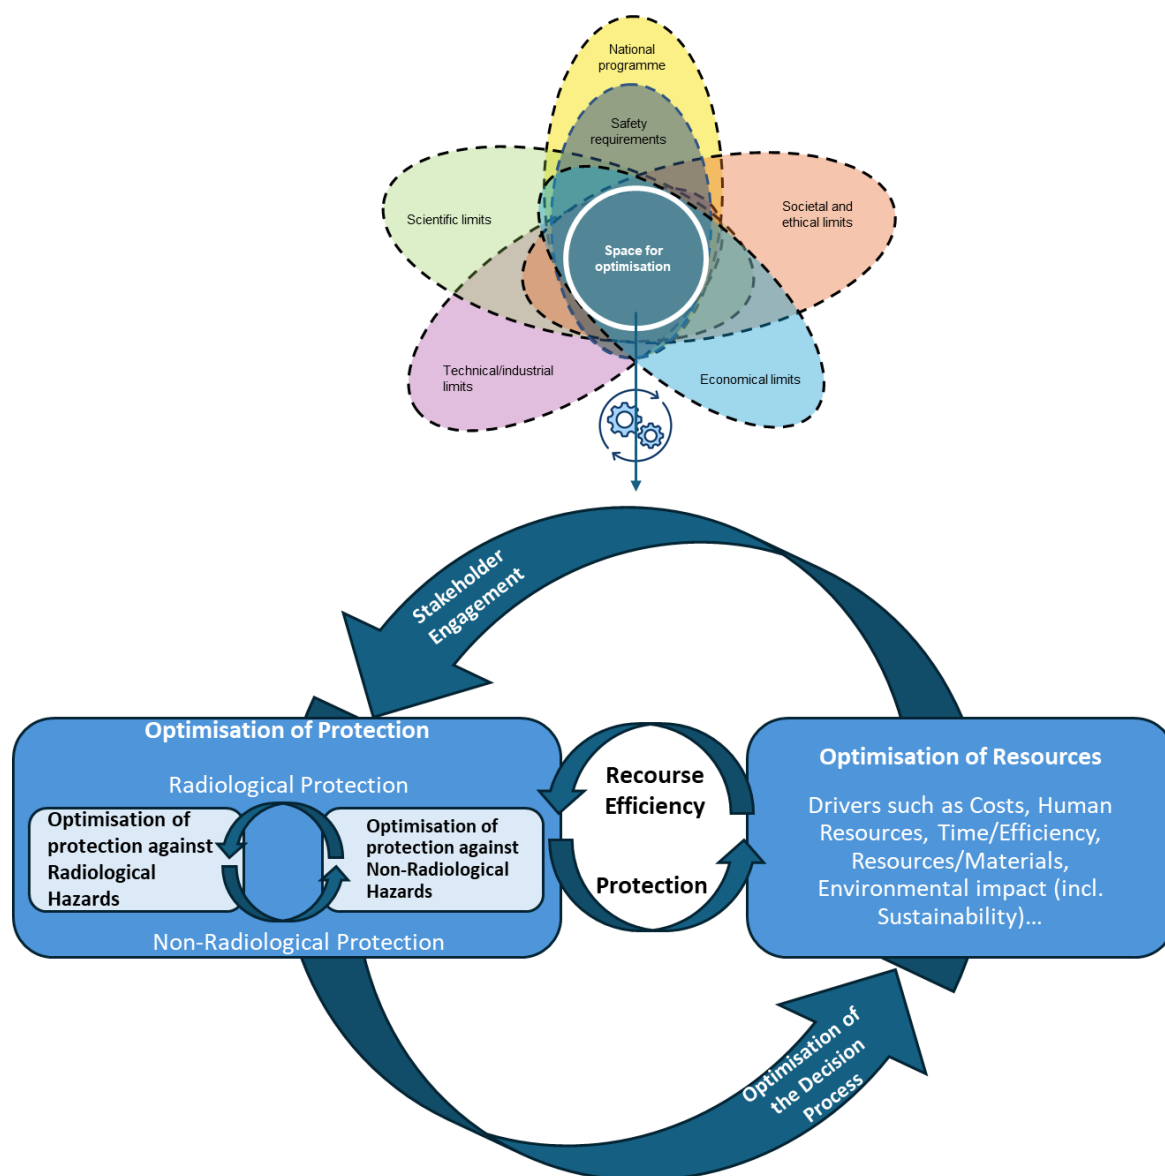 National
programme
Safety
requirements
Scientific limits
Societal and
ethical limits
Space for
optimisation
Technical/industrial
limits
Economical limits
Stakeholder
Engagement
Optimisation of Protection
Radiological Protection
Optimisation of
protection against
Radiological
Hazards
Optimisation of
protection against
Non-Radiological
Hazards
Non-Radiological Protection
Recourse
Efficiency
Protection
Optimisation of Resources
Drivers such as Costs, Human
Resources, Time/Efficiency,
Resources/Materials,
Environmental impact (incl.
Sustainability)...
Optimisation of
the Decision
Process